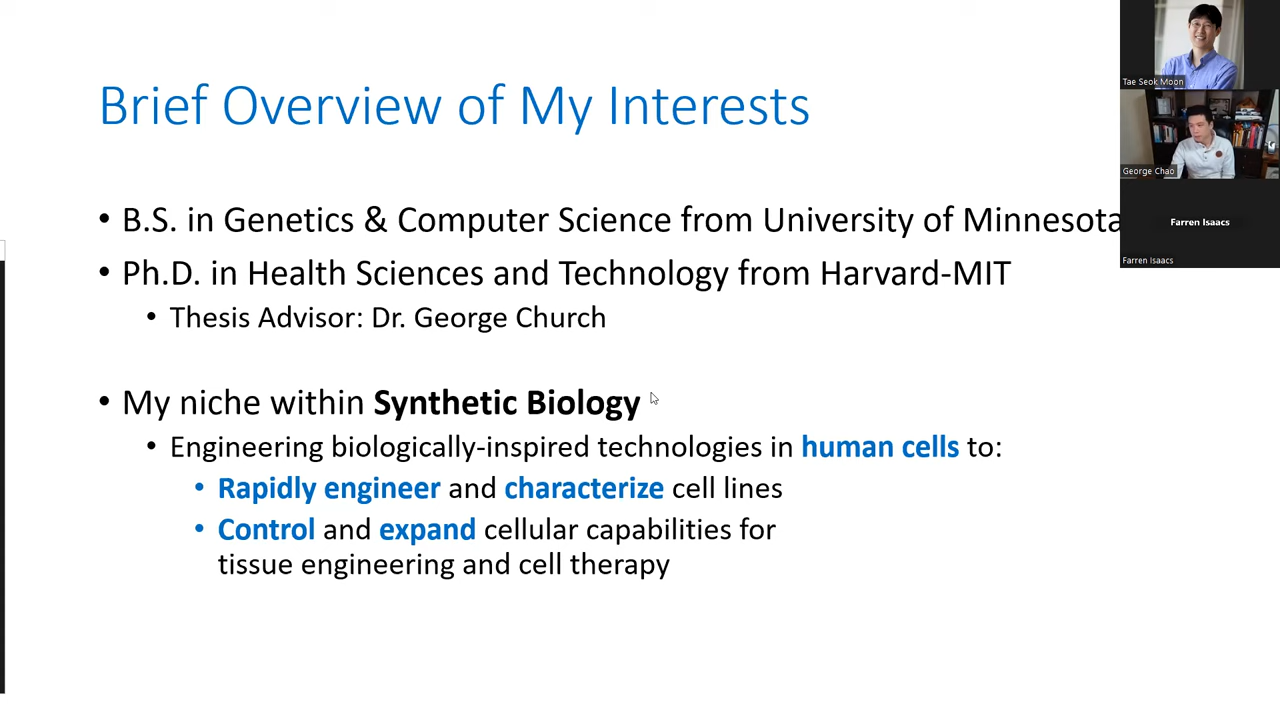 Brief Overview of My Interests
• B.S. in Genetics & Computer Science from University of Minnesota
• Ph.D. in Health Sciences and Technology from Harvard-MIT
• Thesis Advisor: Dr. George Church
• My niche within Synthetic Biology
• Engineering biologically-inspired technologies in human cells to:
• Rapidly engineer and characterize cell lines
• Control and expand cellular capabilities for
tissue engineering and cell therapy
Tae Seok Moon
George Chao
Farren Isaacs
Farren Isaacs